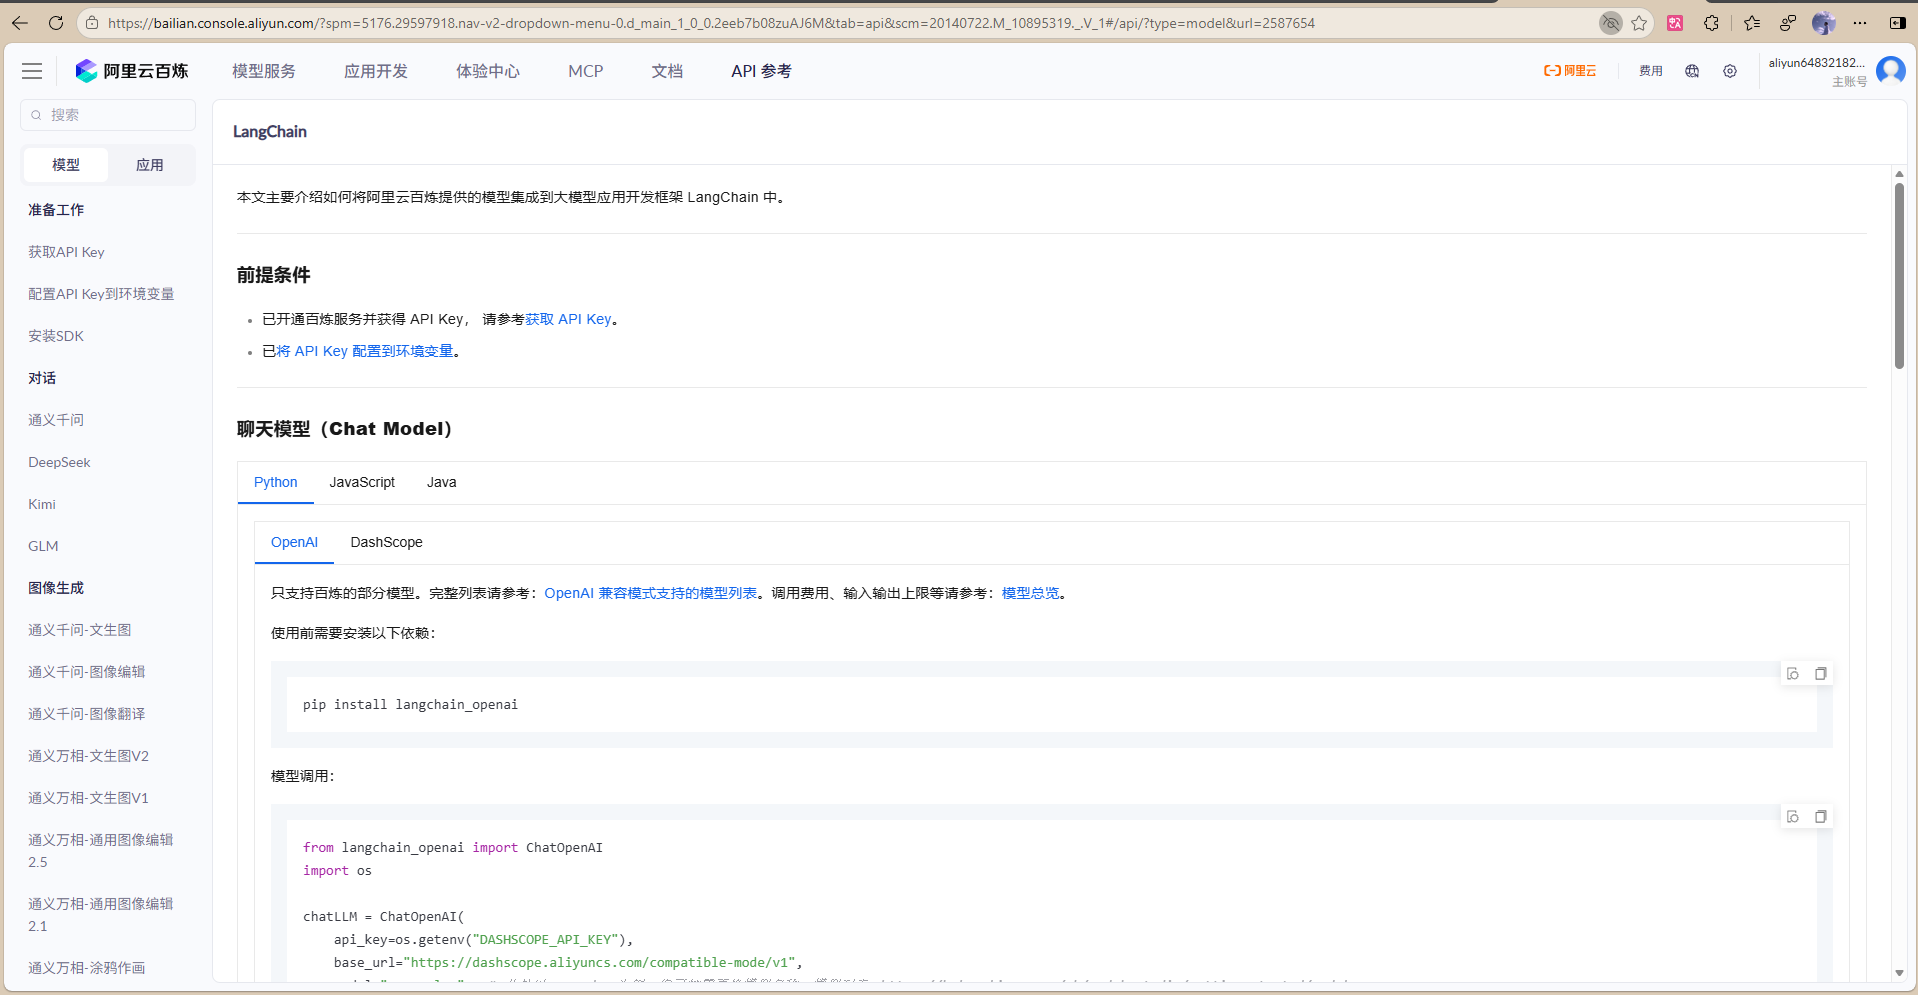 https://bailian.console.aliyun.com/?spm=5176.29597918.nav-v2-dropdown-menu-0.d_main_1_0_0.2eeb7b08zuAJ6M&tab=api&scm=20140722.M_10895319._.V_1#/api/?type=model&url=2587654
阿里云百炼
模型服务
应用开发
体验中心
MCP
文档
API 参考
阿里云
费用
aliyun64832182...
主账号
搜索
模型
应用
准备工作
获取API Key
配置API Key到环境变量
安装SDK
对话
通义千问
DeepSeek
Kimi
GLM
图像生成
通义千问-文生图
通义千问-图像编辑
通义千问-图像翻译
通义万相-文生图V2
通义万相-文生图V1
通义万相-通用图像编辑
2.5
通义万相-通用图像编辑
2.1
通义万相-涂鸦作画
LangChain
本文主要介绍如何将阿里云百炼提供的模型集成到大模型应用开发框架 LangChain 中。
前提条件
已开通百炼服务并获得 API Key， 请参考获取 API Key。
已将 API Key 配置到环境变量。
聊天模型（Chat Model）
Python
JavaScript
Java
OpenAI
DashScope
只支持百炼的部分模型。完整列表请参考：OpenAI 兼容模式支持的模型列表。调用费用、输入输出上限等请参考：模型总览。
使用前需要安装以下依赖：
pip install langchain_openai
模型调用：
from langchain_openai import ChatOpenAI
import os
chatLLM = ChatOpenAI(
api_key=os.getenv("DASHSCOPE_API_KEY"),
base_url="https://dashscope.aliyuncs.com/compatible-mode/v1",